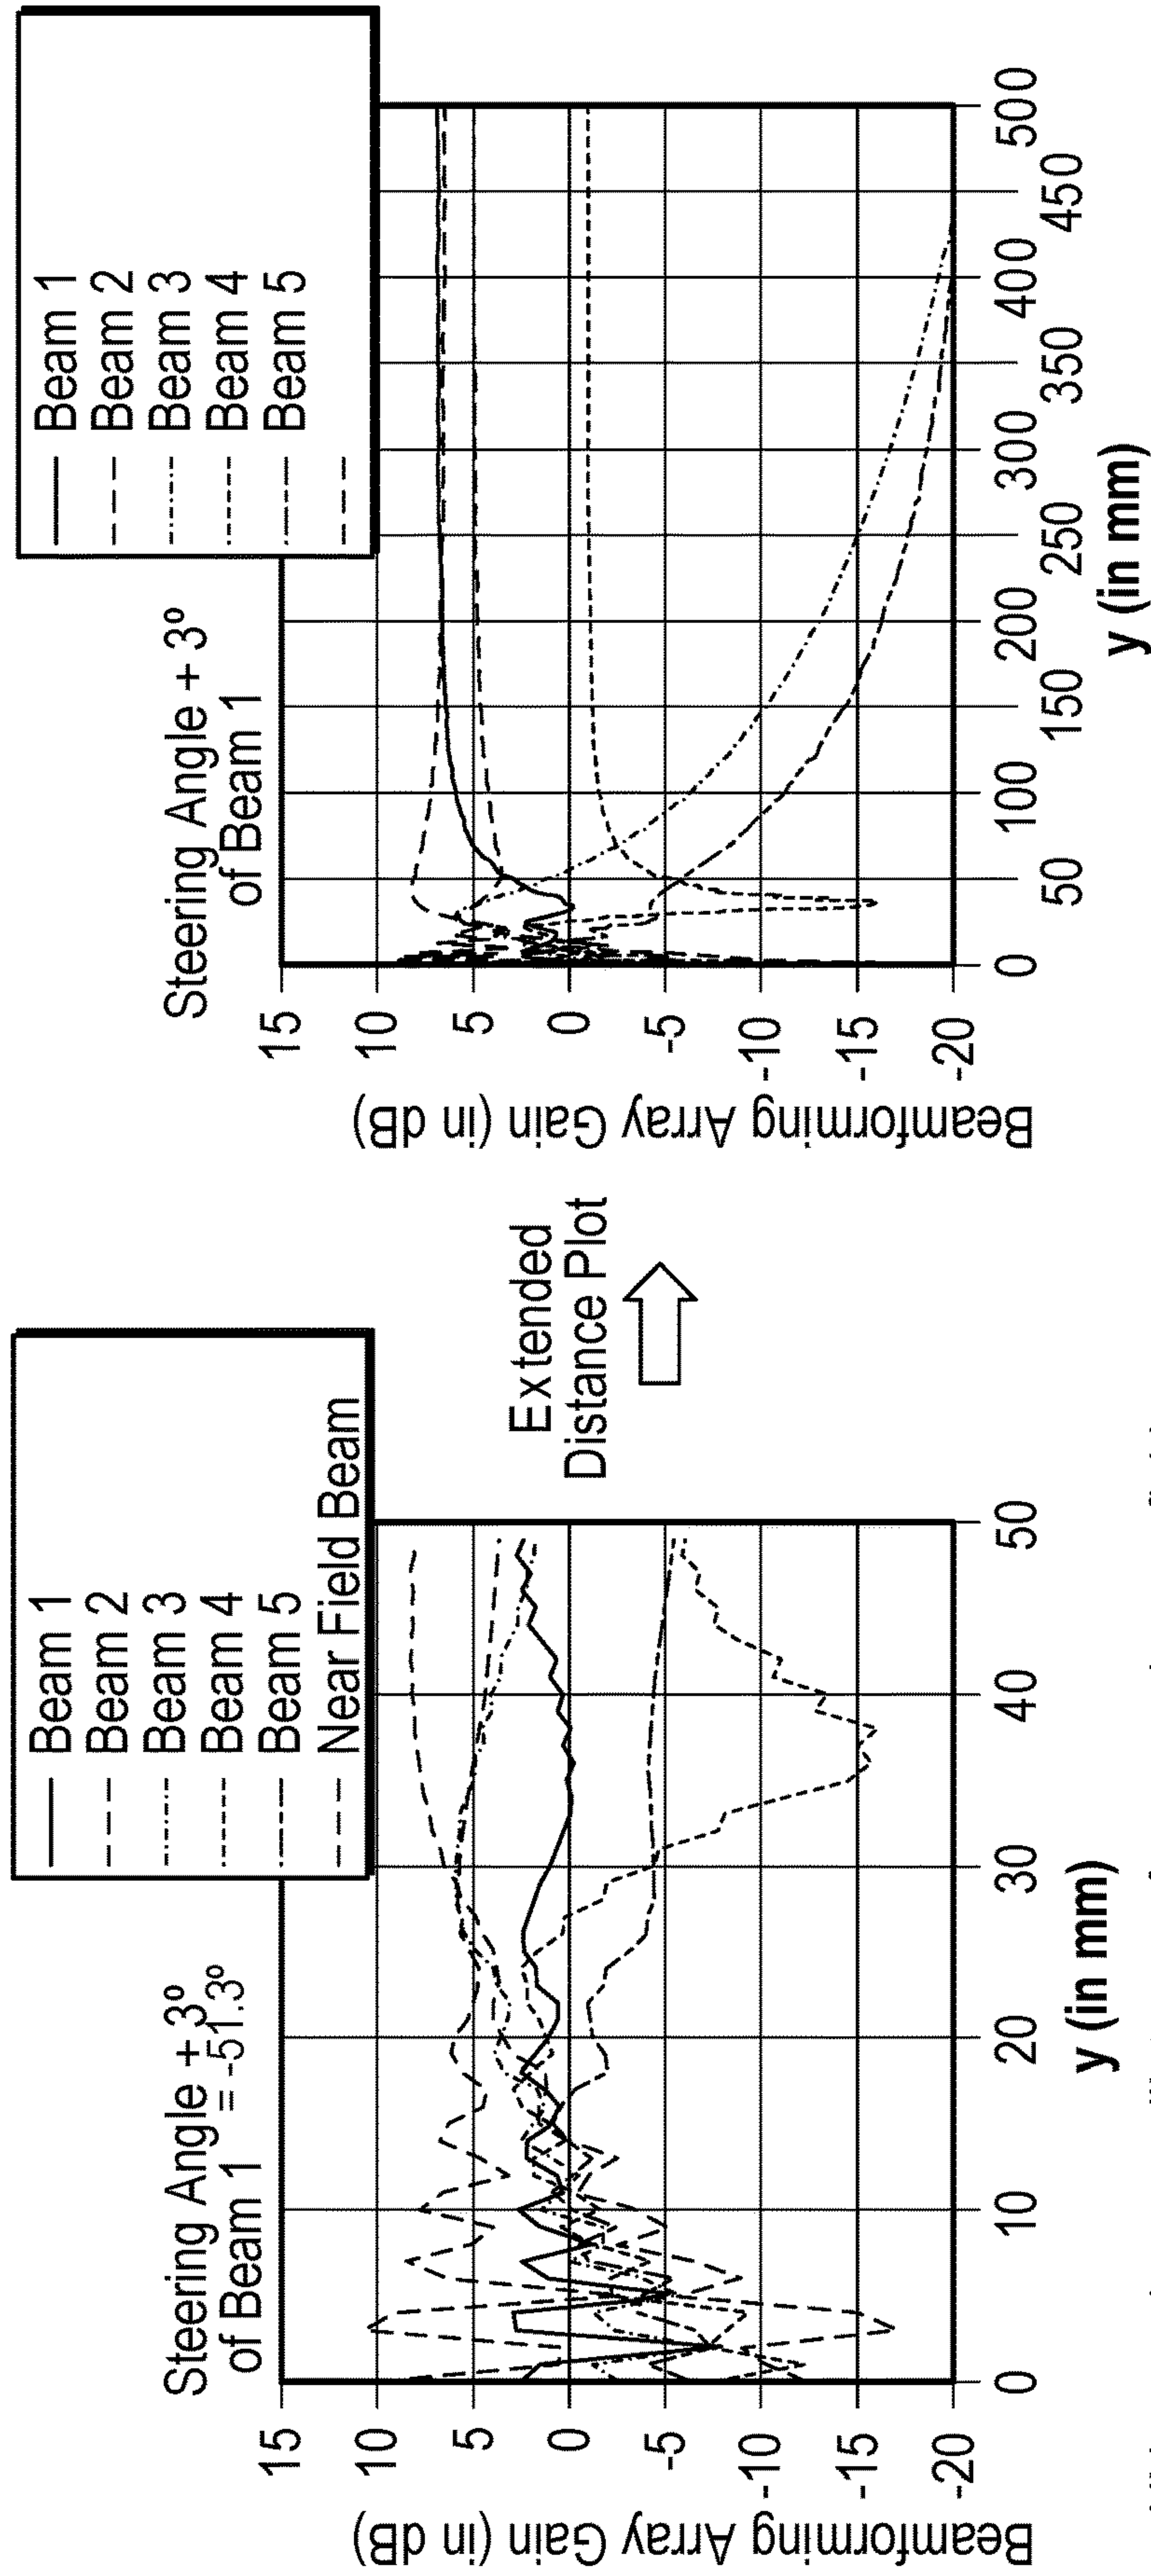 Steering Angle + 3º
of Beam 1 = -51.3º
Beam 1
Beam 2
Beam 3
Beam 4
Beam 5
Near Field Beam
Beamforming Array Gain (in dB)
15
10
5
0
-5
-10
-15
-20
0
10
20
30
40
50
y (in mm)
Extended
Distance Plot
Steering Angle + 3º
of Beam 1
Beam 1
Beam 2
Beam 3
Beam 4
Beam 5
Beamforming Array Gain (in dB)
15
10
5
0
-5
-10
-15
-20
0
50
100
150
200
250
300
350
400
450
500
y (in mm)